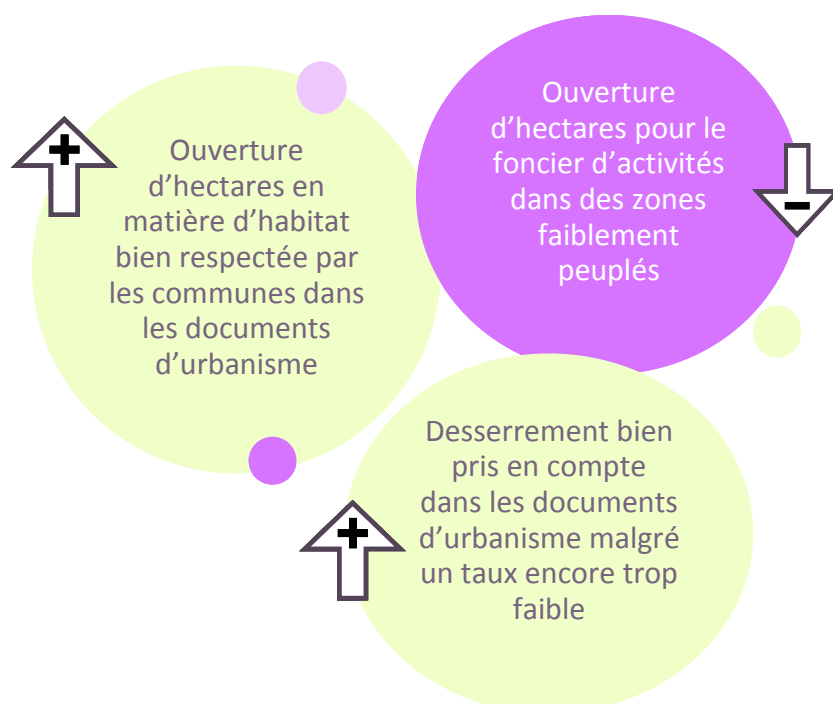 +
Ouverture
d'hectares en
matière d'habitat
bien respectée par
les communes dans
les documents
d'urbanisme
Ouverture
d'hectares pour le
foncier d'activités
dans des zones
faiblement
peuplés
-
+
Desserrement bien
pris en compte
dans les documents
d'urbanisme malgré
un taux encore trop
faible